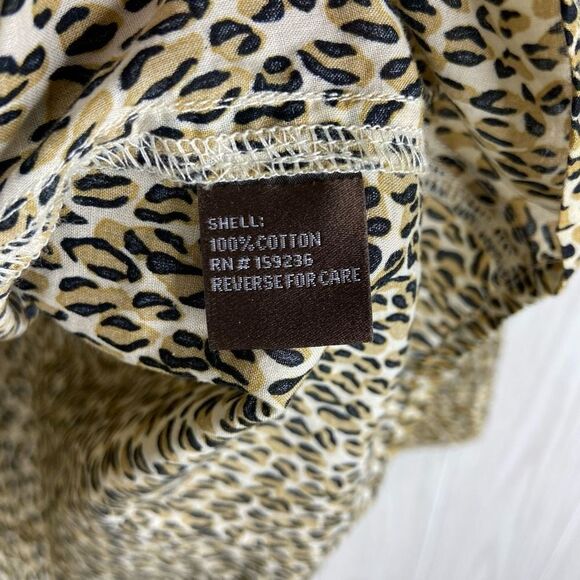 SHELL:
100% COTTON
RN # 159236
REVERSE FOR CARE